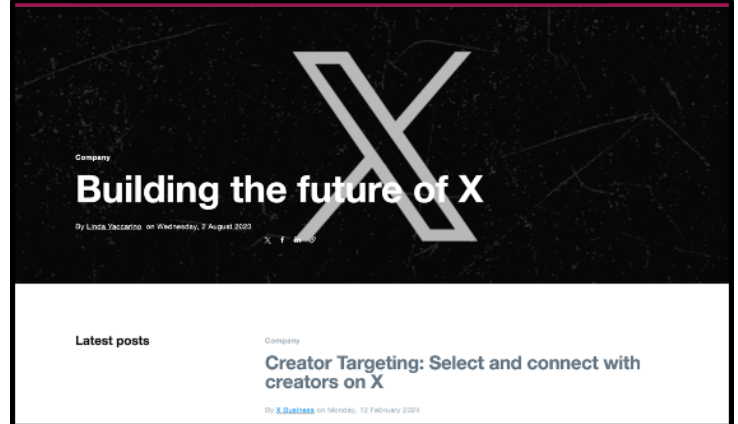 Company
Building the future of X
By Linda Yaccarino on Wednesday, 2 August 2023
Latest posts
Company
Creator Targeting: Select and connect with
creators on X
By X Business on Monday, 12 February 2024